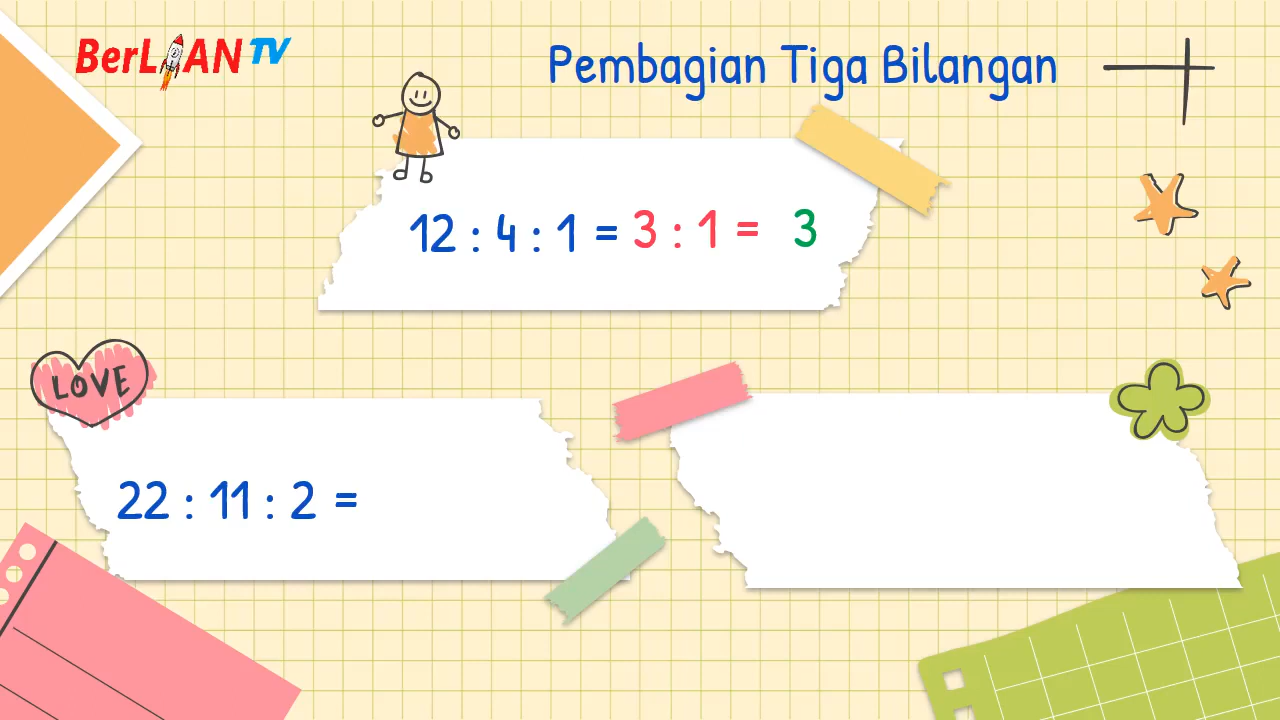 BerLIAN TV
Pembagian Tiga Bilangan
12 : 4 : 1 = 3 : 1 = 3
LOVE
22 : 11 : 2 =